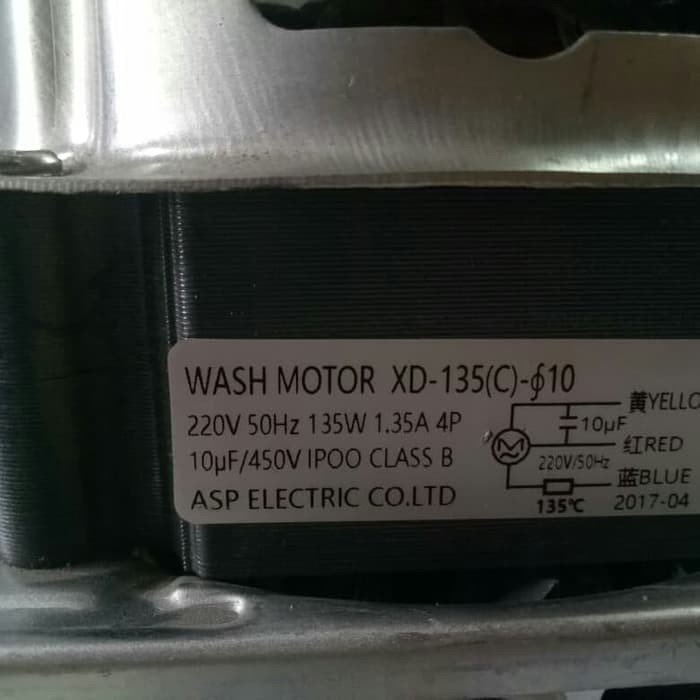 WASH MOTOR XD-135(C)-∮10
220V 50Hz 135W 1.35A 4P
10μF/450V IPOO CLASS B
ASP ELECTRIC CO.LTD
黄YELLO
10μF
红RED
M
220V/50Hz
蓝BLUE
135℃
2017-04